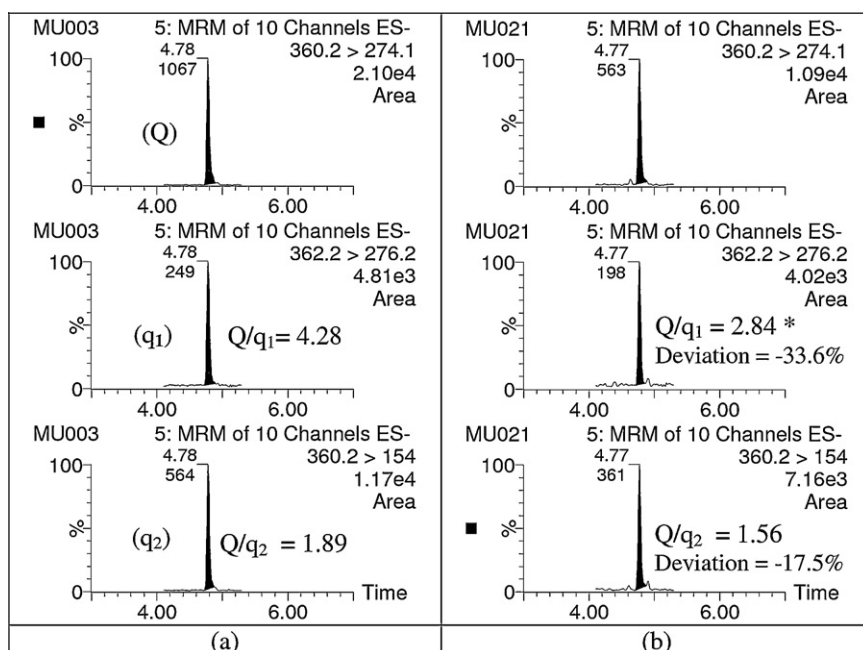 MU003 5: MRM of 10 Channels ES-
4.78 360.2 > 274.1
1067 2.10e4
Area
100
%
(Q)
0
4.00 6.00
MU003 5: MRM of 10 Channels ES-
4.78 362.2 > 276.2
249 4.81e3
Area
100
%
(q1) Q/q1= 4.28
0
4.00 6.00
MU003 5: MRM of 10 Channels ES-
4.78 360.2 > 154
564 1.17e4
Area
100
%
(q2) Q/q2 = 1.89
0 Time
4.00 6.00
(a)
MU021 5: MRM of 10 Channels ES-
4.77 360.2 > 274.1
563 1.09e4
Area
100
%
0
4.00 6.00
MU021 5: MRM of 10 Channels ES-
4.77 362.2 > 276.2
198 4.02e3
Area
100
%
Q/q1 = 2.84 *
Deviation = -33.6%
0
4.00 6.00
MU021 5: MRM of 10 Channels ES-
4.77 360.2 > 154
361 7.16e3
Area
100
%
Q/q2 = 1.56
Deviation = -17.5%
0 Time
4.00 6.00
(b)